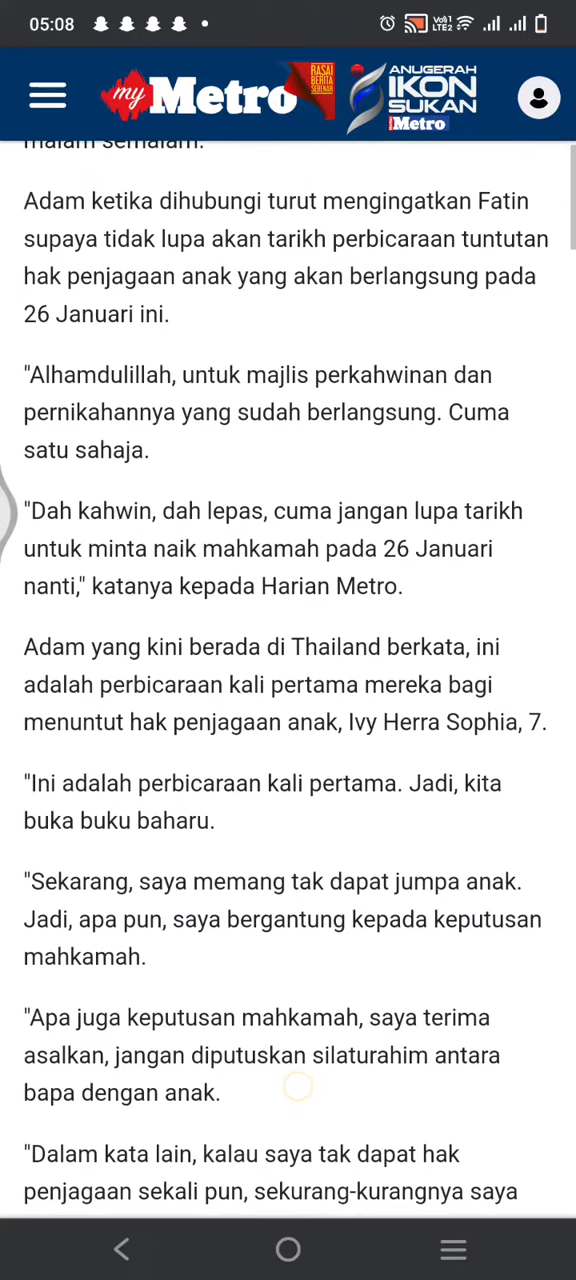 05:08
Vo))1
LTE2
my Metro
RASAI
BERITA
SEBENAR
ANUGERAH
IKON
SUKAN
Metro
malam semalam.
Adam ketika dihubungi turut mengingatkan Fatin
supaya tidak lupa akan tarikh perbicaraan tuntutan
hak penjagaan anak yang akan berlangsung pada
26 Januari ini.
"Alhamdulillah, untuk majlis perkahwinan dan
pernikahannya yang sudah berlangsung. Cuma
satu sahaja.
"Dah kahwin, dah lepas, cuma jangan lupa tarikh
untuk minta naik mahkamah pada 26 Januari
nanti," katanya kepada Harian Metro.
Adam yang kini berada di Thailand berkata, ini
adalah perbicaraan kali pertama mereka bagi
menuntut hak penjagaan anak, Ivy Herra Sophia, 7.
"Ini adalah perbicaraan kali pertama. Jadi, kita
buka buku baharu.
"Sekarang, saya memang tak dapat jumpa anak.
Jadi, apa pun, saya bergantung kepada keputusan
mahkamah.
"Apa juga keputusan mahkamah, saya terima
asalkan, jangan diputuskan silaturahim antara
bapa dengan anak.
"Dalam kata lain, kalau saya tak dapat hak
penjagaan sekali pun, sekurang-kurangnya saya